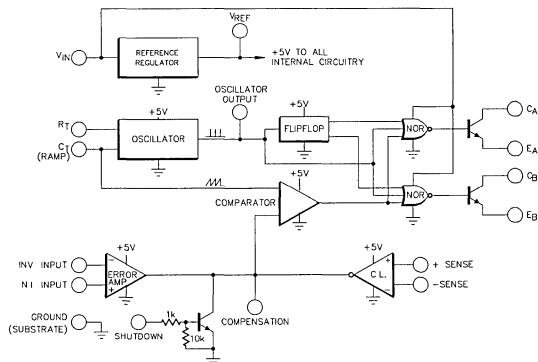 VREF
VIN
REFERENCE
REGULATOR
+5V TO ALL
INTERNAL CIRCUITRY
OSCILLATOR
OUTPUT
+5V
+5V
CA
RT
CT
(RAMP)
OSCILLATOR
FLIPFLOP
NOR
EA
+5V
COMPARATOR
NOR
CB
EB
+5V
+5V
INV INPUT
N I INPUT
−
ERROR
AMP
+
+
C.L.
−
+ SENSE
−SENSE
GROUND
(SUBSTRATE)
SHUTDOWN
1k
10k
COMPENSATION